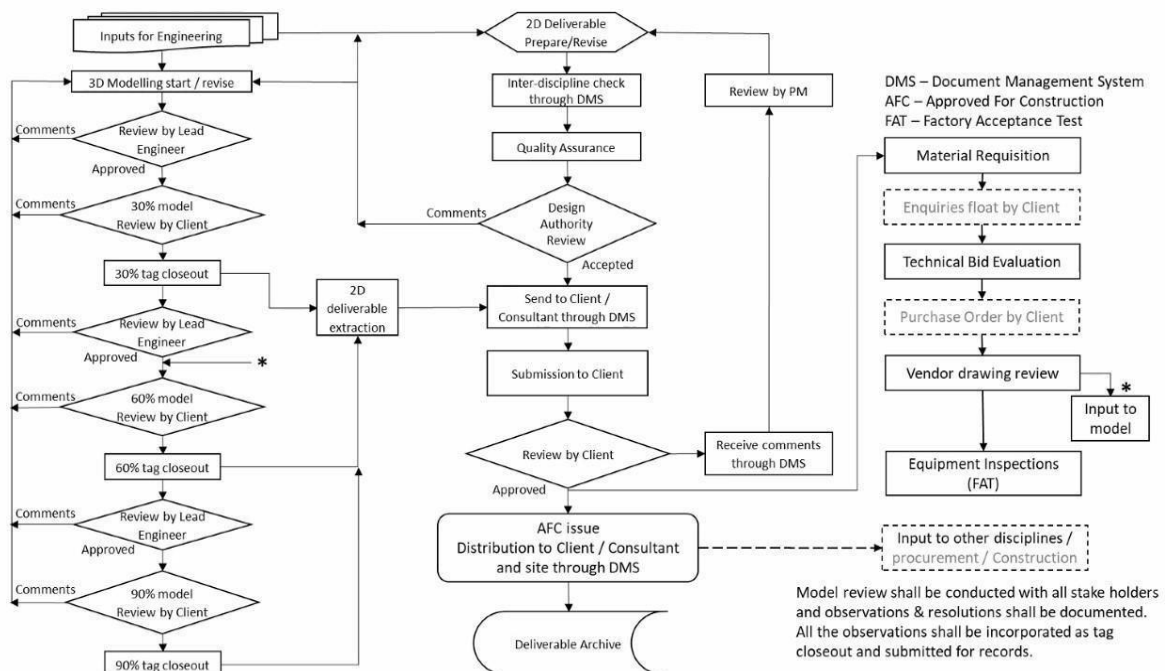 Inputs for Engineering
3D Modelling start / revise
Comments
Review by Lead
Engineer
Approved
Comments
30% model
Review by Client
30% tag closeout
Comments
Review by Lead
Engineer
Approved
*
Comments
60% model
Review by Client
60% tag closeout
Comments
Review by Lead
Engineer
Approved
Comments
90% model
Review by Client
90% tag closeout
2D
deliverable
extraction
2D Deliverable
Prepare/Revise
Inter-discipline check
through DMS
Quality Assurance
Comments
Design
Authority
Review
Accepted
Send to Client /
Consultant through DMS
Submission to Client
Review by Client
Approved
AFC issue
Distribution to Client / Consultant
and site through DMS
Deliverable Archive
Review by PM
Receive comments
through DMS
DMS – Document Management System
AFC – Approved For Construction
FAT – Factory Acceptance Test
Material Requisition
Enquiries float by Client
Technical Bid Evaluation
Purchase Order by Client
Vendor drawing review
*
Input to
model
Equipment Inspections
(FAT)
Input to other disciplines /
procurement / Construction
Model review shall be conducted with all stake holders
and observations & resolutions shall be documented.
All the observations shall be incorporated as tag
closeout and submitted for records.